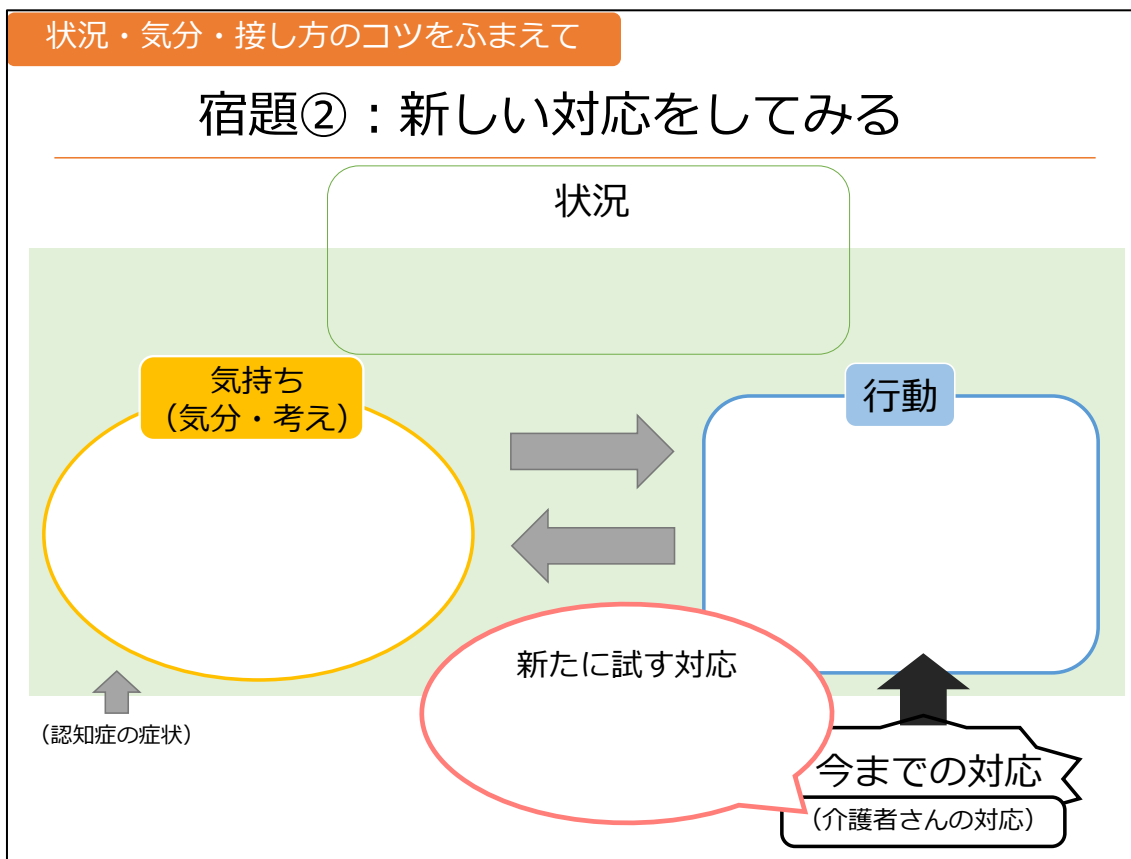 状況・気分・接し方のコツをふまえて
宿題②：新しい対応をしてみる
状況
気持ち
（気分・考え）
行動
新たに試す対応
（認知症の症状）
今までの対応
（介護者さんの対応）